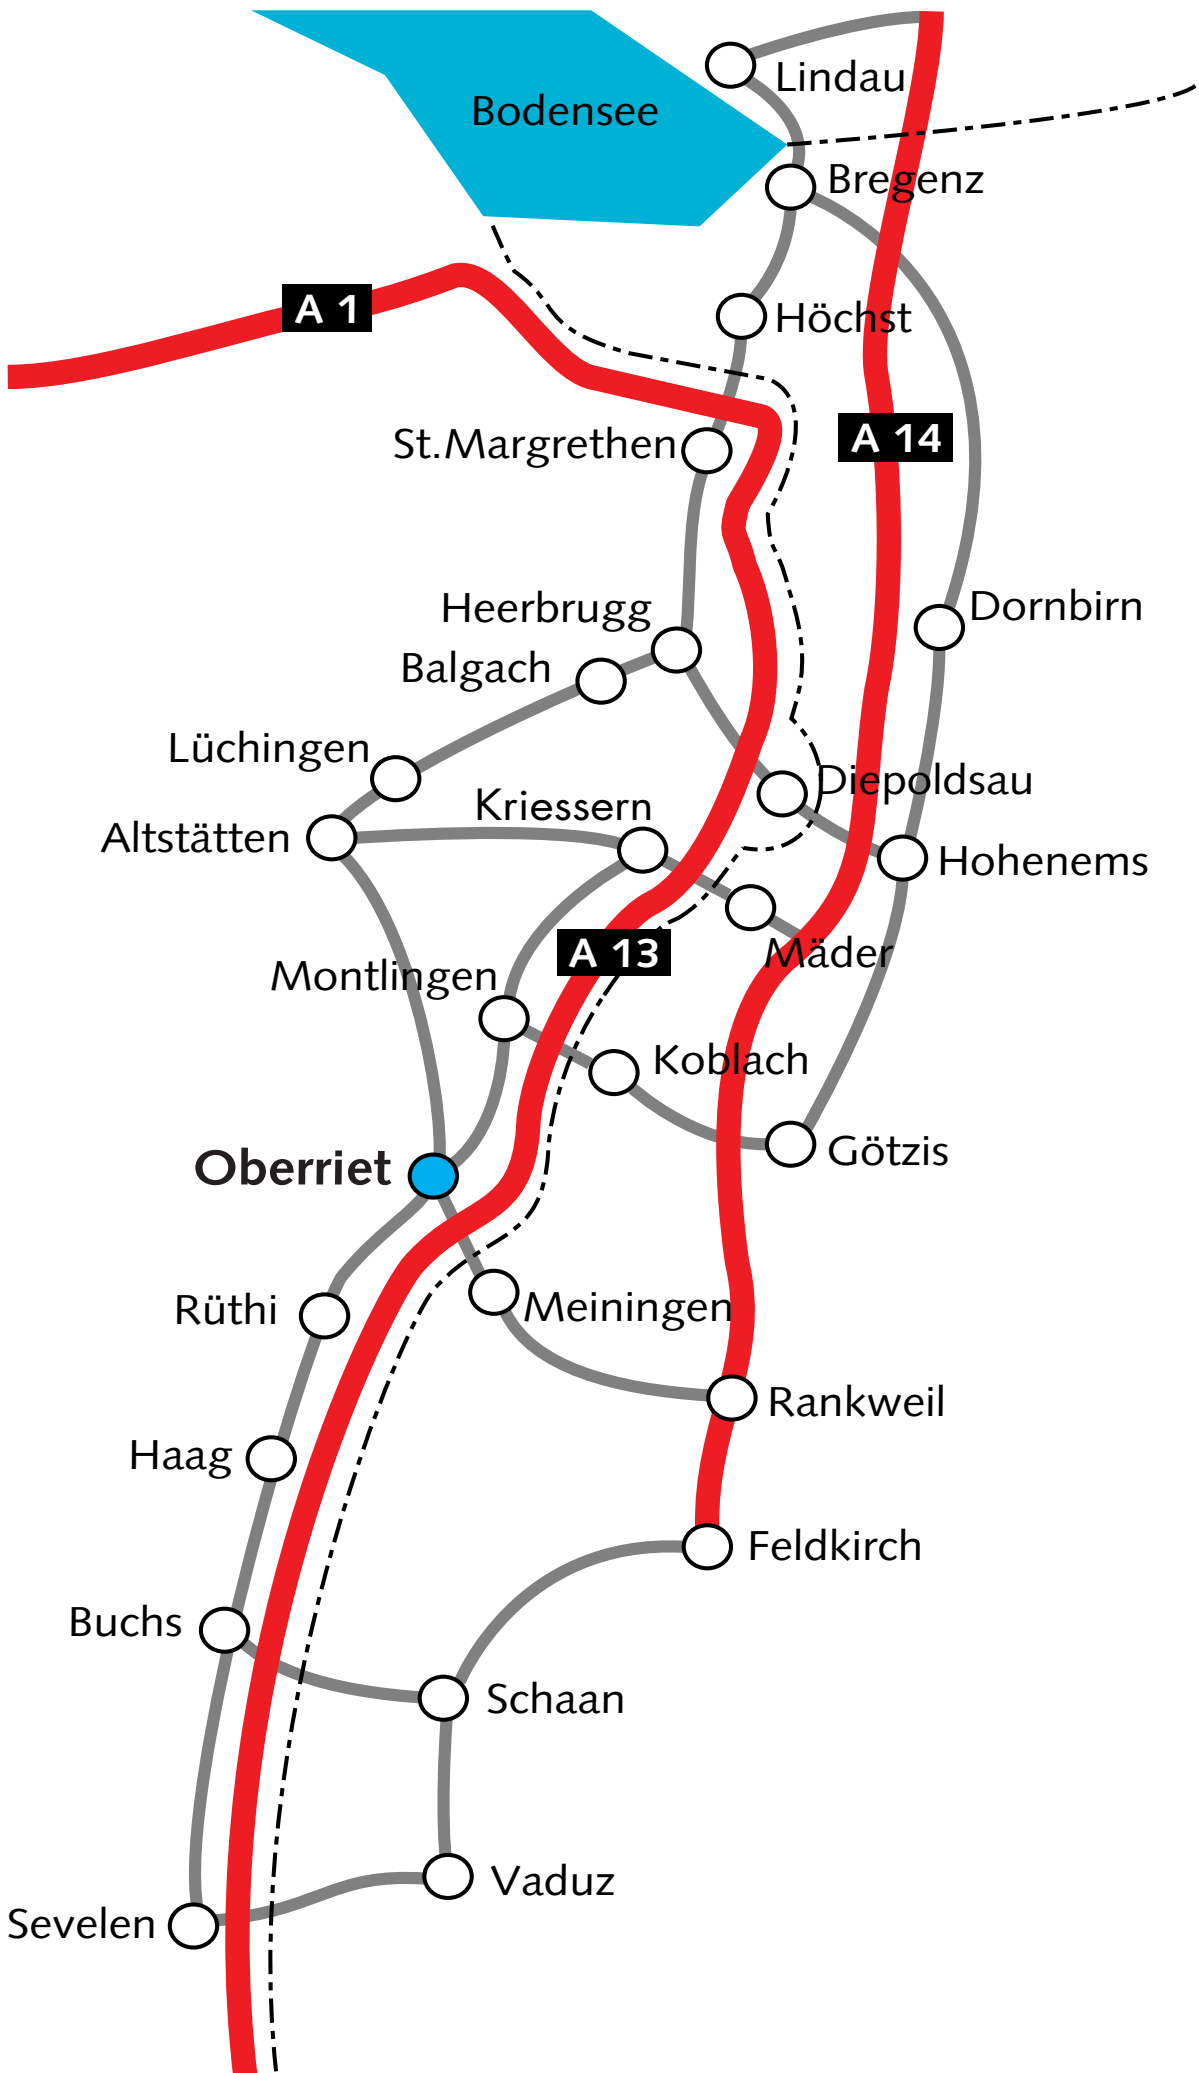 Lindau
Bodensee
Bregenz
A 1
Höchst
A 14
St.Margrethen
Dornbirn
Heerbrugg
Balgach
Lüchingen
Diepoldsau
Kriessern
Altstätten
Hohenems
A 13
Mäder
Montlingen
Koblach
Götzis
Oberriet
Meiningen
Rüthi
Rankweil
Haag
Feldkirch
Buchs
Schaan
Vaduz
Sevelen